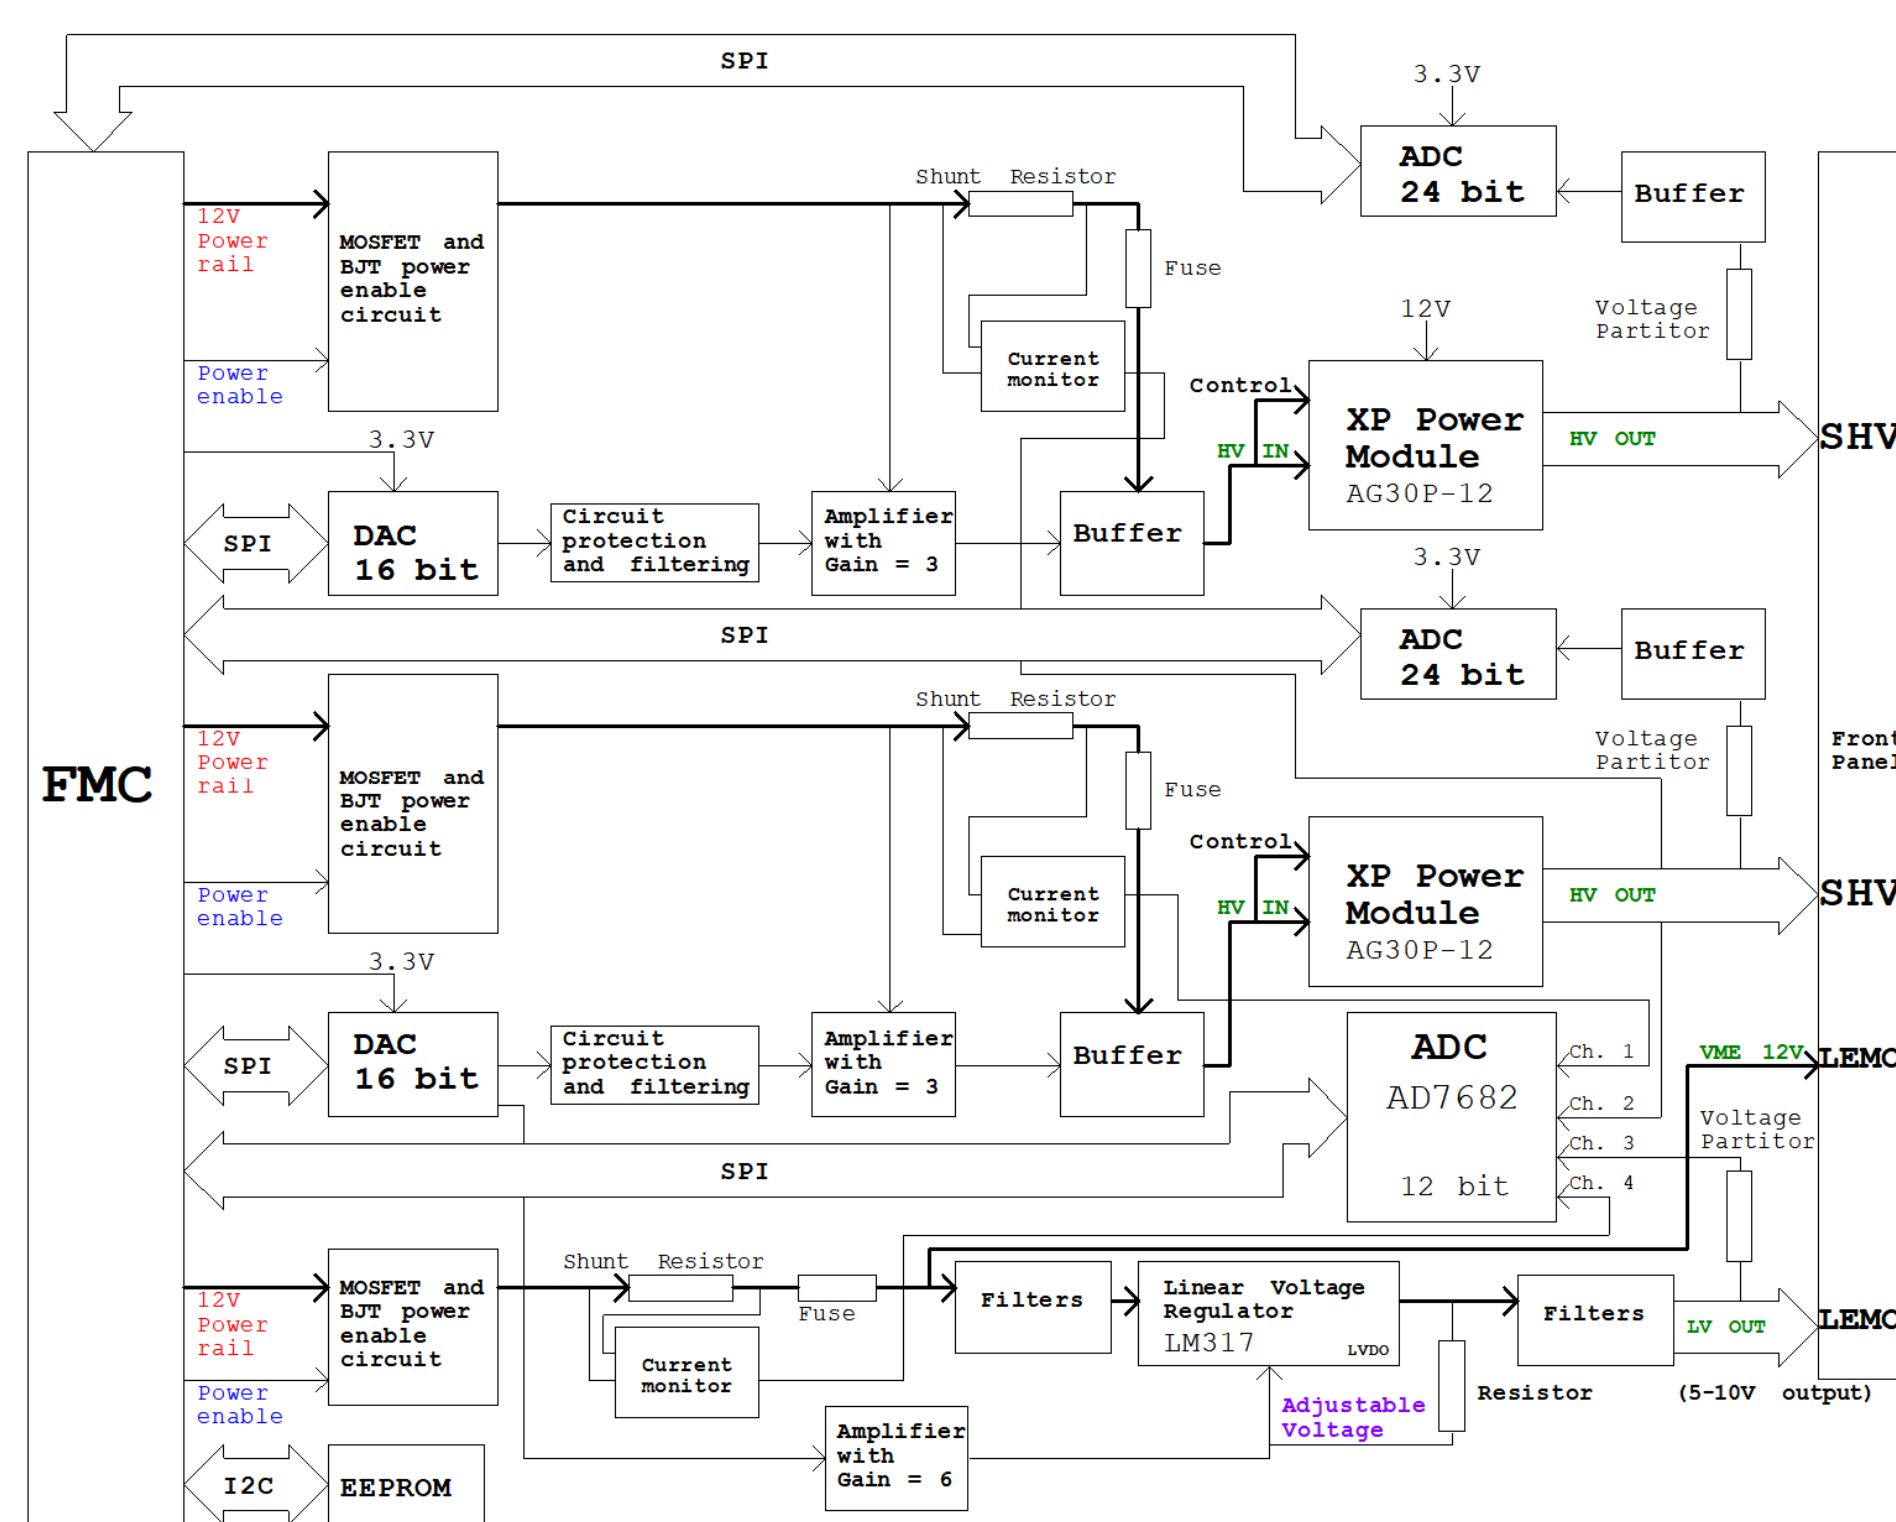 SPI
3.3V
ADC
24 bit
Buffer
Shunt Resistor
12V
Power
rail
MOSFET and
BJT power
enable
circuit
Fuse
Voltage
Partitor
12V
Current
monitor
Power
enable
Control
XP Power
Module
AG30P-12
HV IN
HV OUT
SHV
3.3V
SPI
DAC
16 bit
Circuit
protection
and filtering
Amplifier
with
Gain = 3
Buffer
3.3V
SPI
ADC
24 bit
Buffer
Shunt Resistor
12V
Power
rail
FMC
MOSFET and
BJT power
enable
circuit
Fuse
Voltage
Partitor
Front
Panel
Current
monitor
Power
enable
Control
XP Power
Module
AG30P-12
HV IN
HV OUT
SHV
3.3V
SPI
DAC
16 bit
Circuit
protection
and filtering
Amplifier
with
Gain = 3
Buffer
ADC
AD7682
12 bit
Ch. 1
Ch. 2
Ch. 3
Ch. 4
VME 12V
LEMO
Voltage
Partitor
SPI
Shunt Resistor
12V
Power
rail
MOSFET and
BJT power
enable
circuit
Fuse
Current
monitor
Filters
Linear Voltage
Regulator
LM317
LVDO
Filters
LV OUT
LEMO
Power
enable
Adjustable
Voltage
Resistor
(5-10V output)
Amplifier
with
Gain = 6
I2C
EEPROM